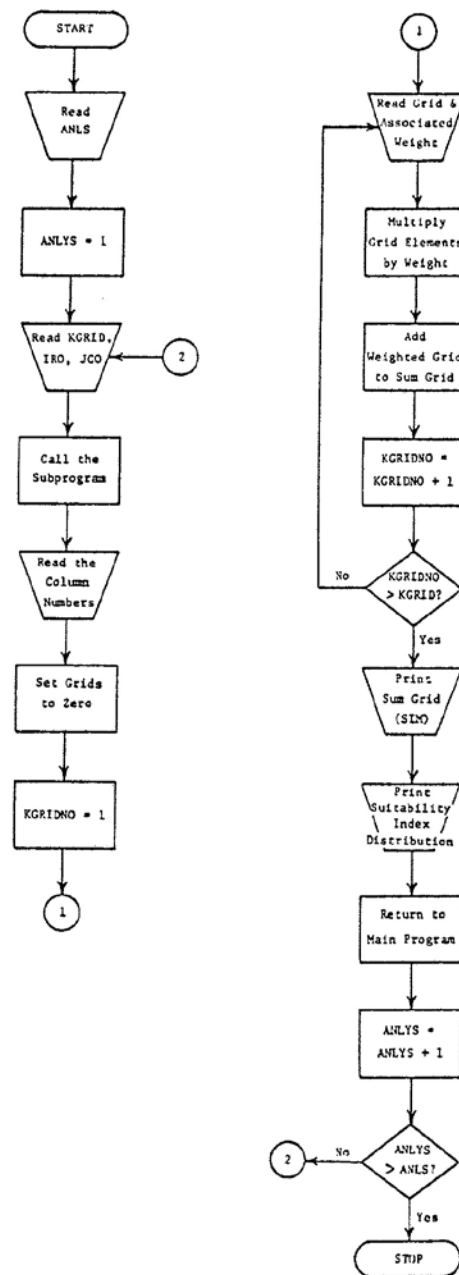 START
Read
ANLS
ANLYS = 1
Read KGRID,
IRO, JCO
2
Call the
Subprogram
Read the
Column
Numbers
Set Grids
to Zero
KGRIDNO = 1
1
1
Read Grid &
Associated
Weight
Multiply
Grid Elements
by Weight
Add
Weighted Grid
to Sum Grid
KGRIDNO =
KGRIDNO + 1
No
KGRIDNO
> KGRID?
Yes
Print
Sum Grid
(SIM)
Print
Suitability
Index
Distribution
Return to
Main Program
ANLYS =
ANLYS + 1
2
No
ANLYS
> ANLS?
Yes
STOP